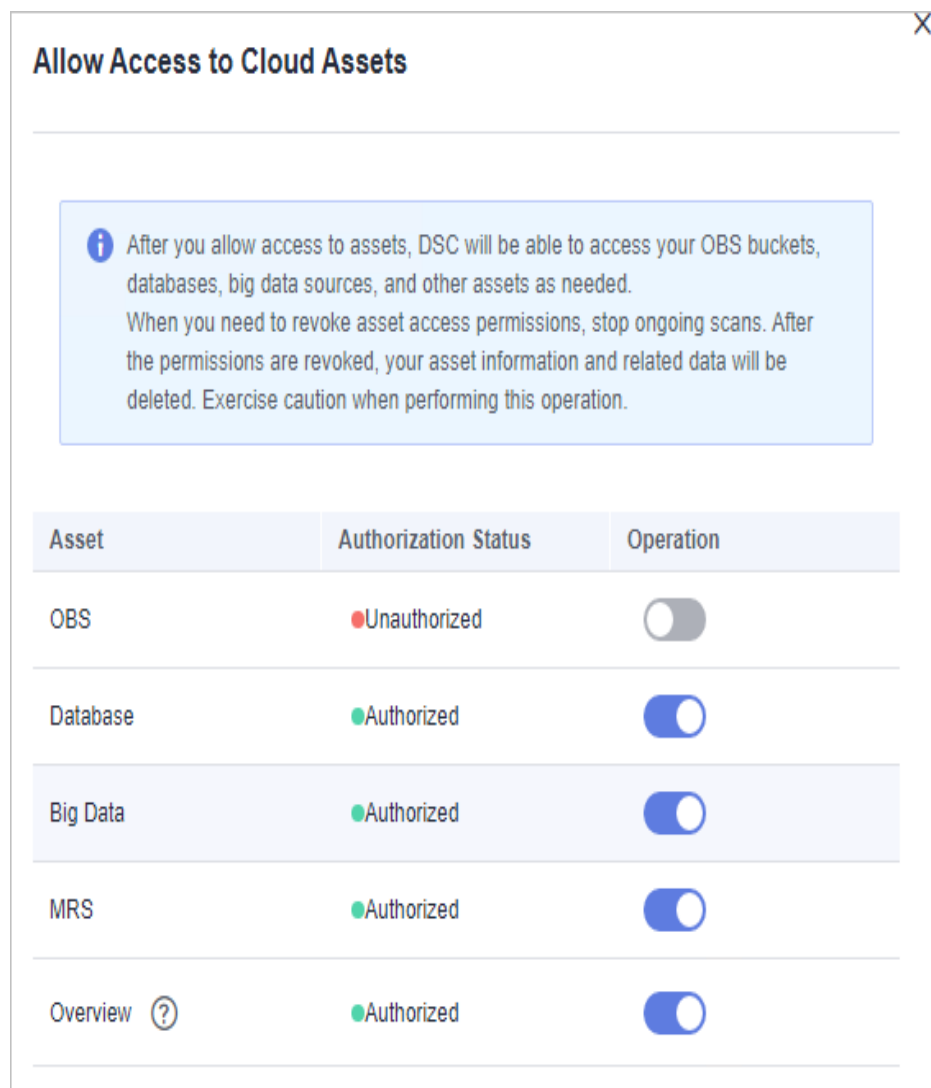 X
Allow Access to Cloud Assets
After you allow access to assets, DSC will be able to access your OBS buckets,
databases, big data sources, and other assets as needed.
When you need to revoke asset access permissions, stop ongoing scans. After
the permissions are revoked, your asset information and related data will be
deleted. Exercise caution when performing this operation.
Asset Authorization Status Operation
OBS Unauthorized
Database Authorized
Big Data Authorized
MRS Authorized
Overview ? Authorized